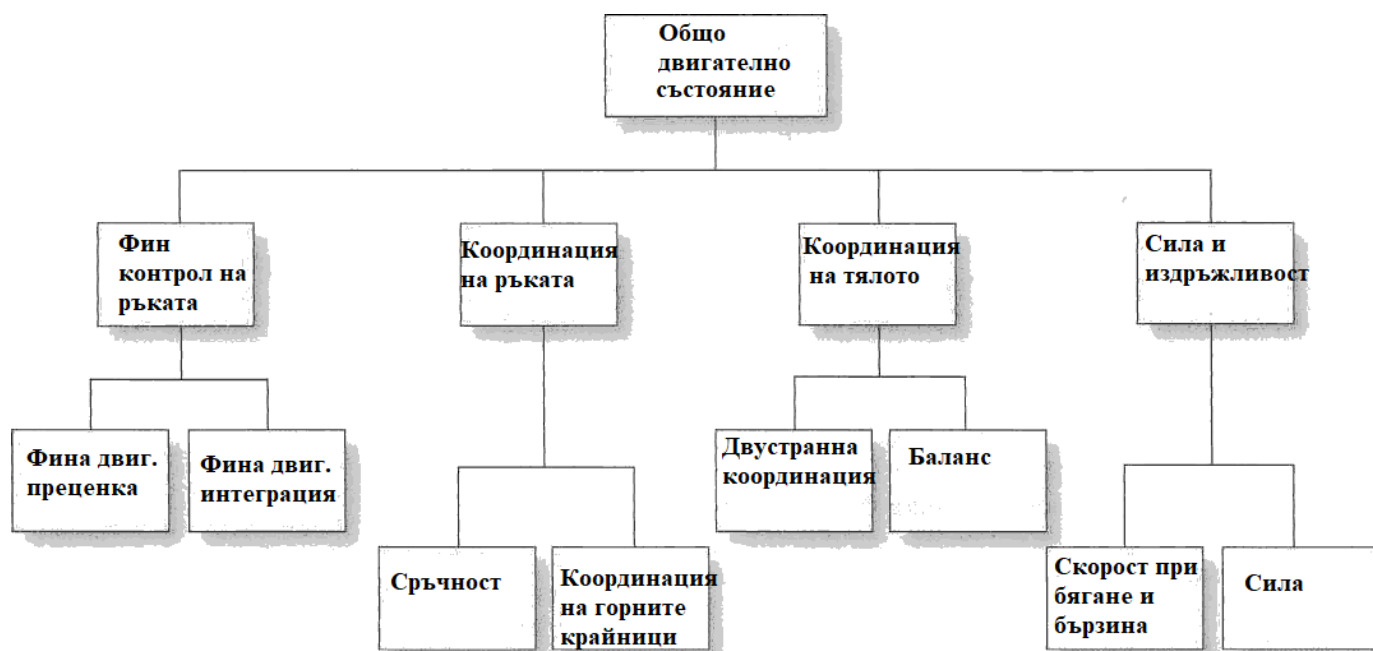 Общо
двигателно
състояние
Фин
контрол на
ръката
Координация
на ръката
Координация
на тялото
Сила и
издръжливост
Фина двиг.
преценка
Фина двиг.
интеграция
Двустранна
координация
Баланс
Сръчност
Координация
на горните
крайници
Скорост при
бягане и
бързина
Сила